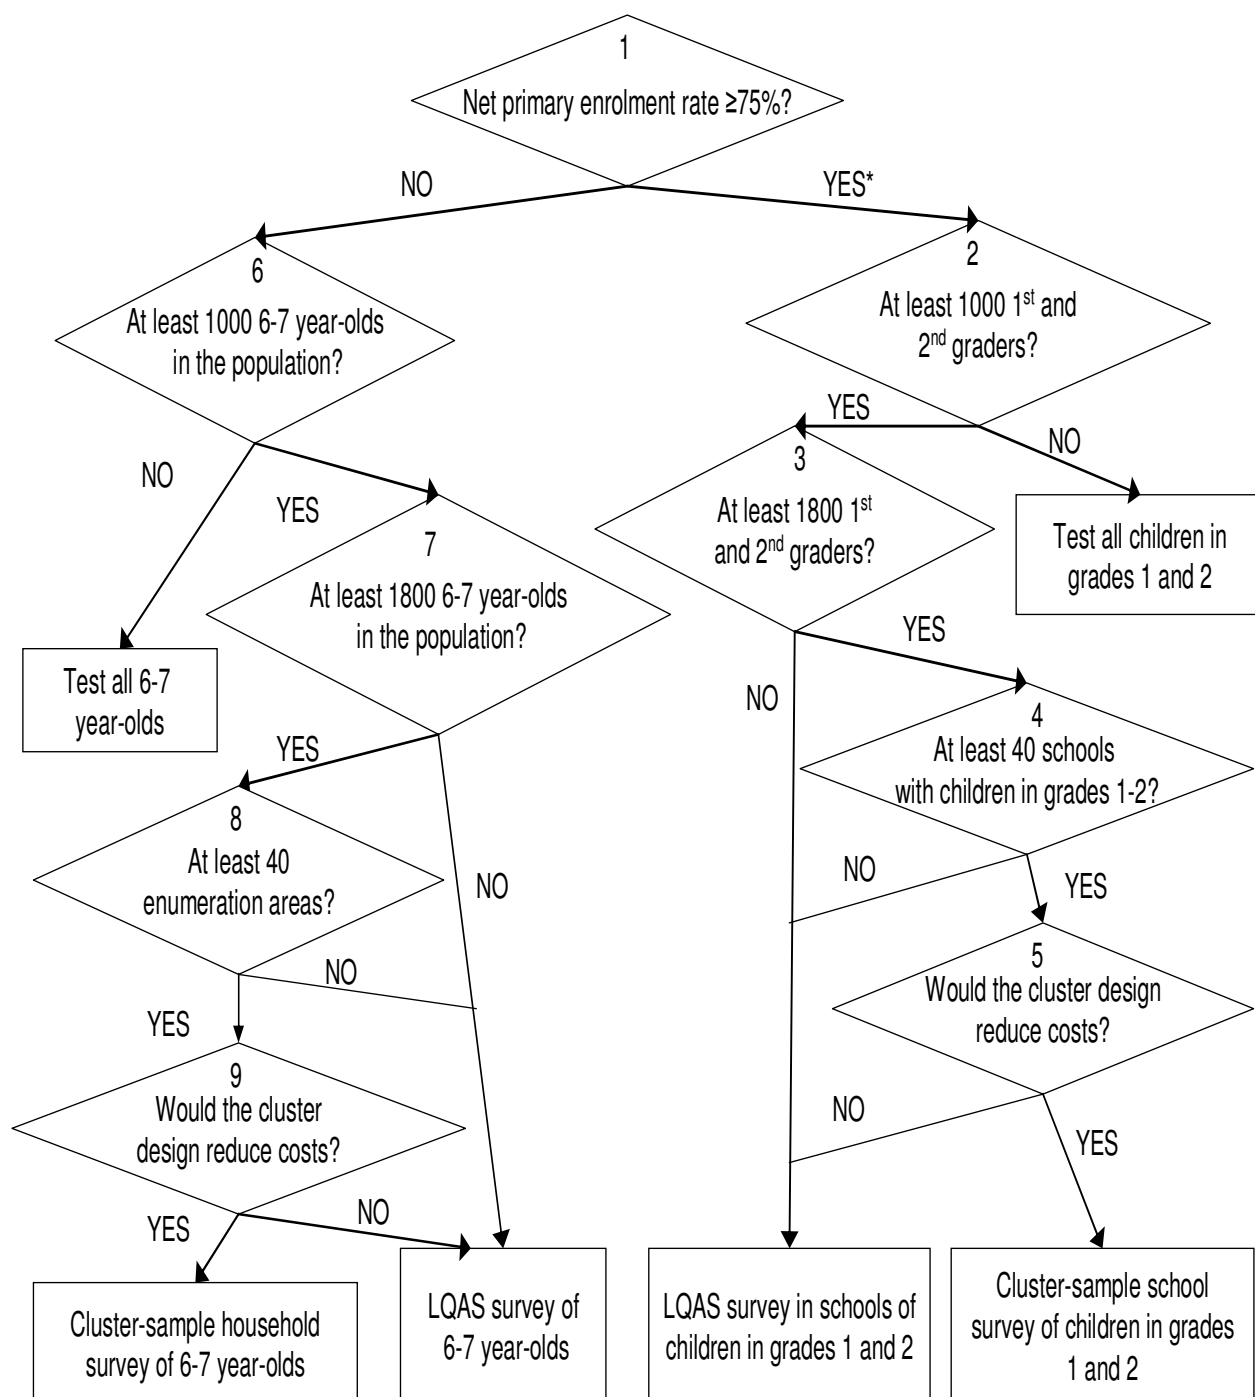 1
Net primary enrolment rate ≥75%?
NO
YES*
6
At least 1000 6-7 year-olds
in the population?
2
At least 1000 1st and
2nd graders?
YES
NO
3
At least 1800 1st
and 2nd graders?
Test all children in
grades 1 and 2
NO
YES
7
At least 1800 6-7 year-olds
in the population?
Test all 6-7
year-olds
YES
NO
4
At least 40 schools
with children in grades 1-2?
YES
8
At least 40
enumeration areas?
NO
NO
YES
5
Would the cluster design
reduce costs?
NO
YES
9
Would the cluster
design reduce costs?
NO
YES
YES
NO
Cluster-sample household
survey of 6-7 year-olds
LQAS survey of
6-7 year-olds
LQAS survey in schools of
children in grades 1 and 2
Cluster-sample school
survey of children in grades
1 and 2